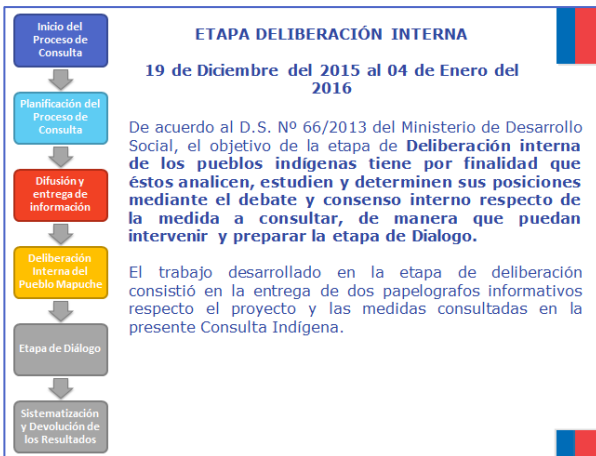 Inicio del
Proceso de
Consulta
Planificación del
Proceso de
Consulta
Difusión y
entrega de
información
Deliberación
Interna del
Pueblo Mapuche
Etapa de Diálogo
Sistematización
y Devolución de
los Resultados
ETAPA DELIBERACIÓN INTERNA
19 de Diciembre del 2015 al 04 de Enero del
2016
De acuerdo al D.S. Nº 66/2013 del Ministerio de Desarrollo
Social, el objetivo de la etapa de Deliberación interna
de los pueblos indígenas tiene por finalidad que
éstos analicen, estudien y determinen sus posiciones
mediante el debate y consenso interno respecto de
la medida a consultar, de manera que puedan
intervenir y preparar la etapa de Dialogo.
El trabajo desarrollado en la etapa de deliberación
consistió en la entrega de dos papelografos informativos
respecto el proyecto y las medidas consultadas en la
presente Consulta Indígena.